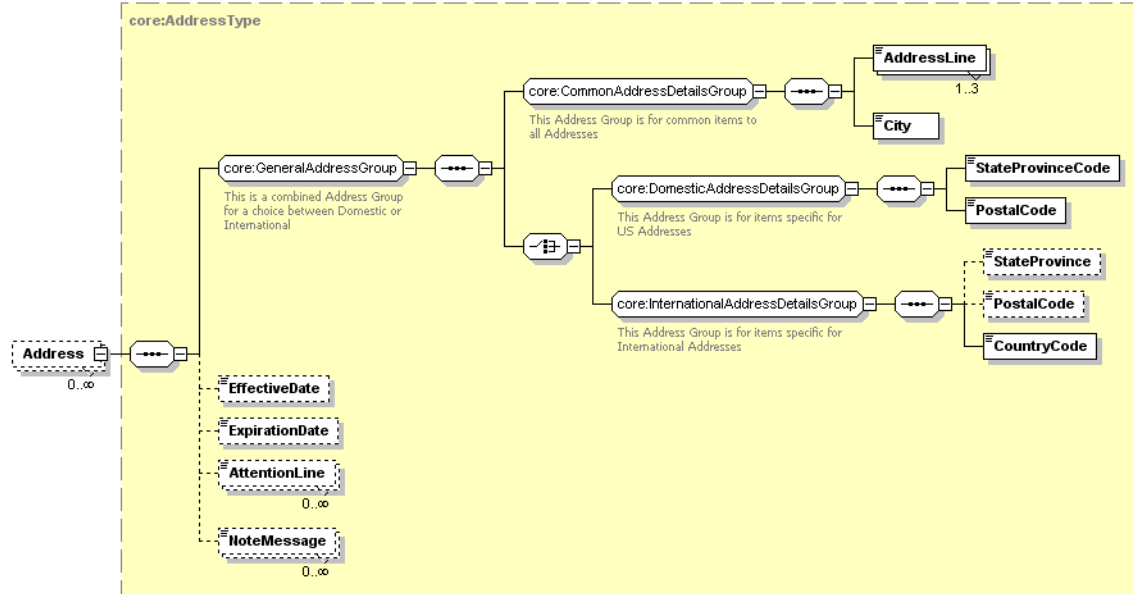 core:AddressType
AddressLine
1..3
core:CommonAddressDetailsGroup
This Address Group is for common items to
all Addresses
City
core:GeneralAddressGroup
This is a combined Address Group
for a choice between Domestic or
International
core:DomesticAddressDetailsGroup
This Address Group is for items specific for
US Addresses
StateProvinceCode
PostalCode
core:InternationalAddressDetailsGroup
This Address Group is for items specific for
International Addresses
StateProvince
PostalCode
CountryCode
Address
0..∞
EffectiveDate
ExpirationDate
AttentionLine
0..∞
NoteMessage
0..∞